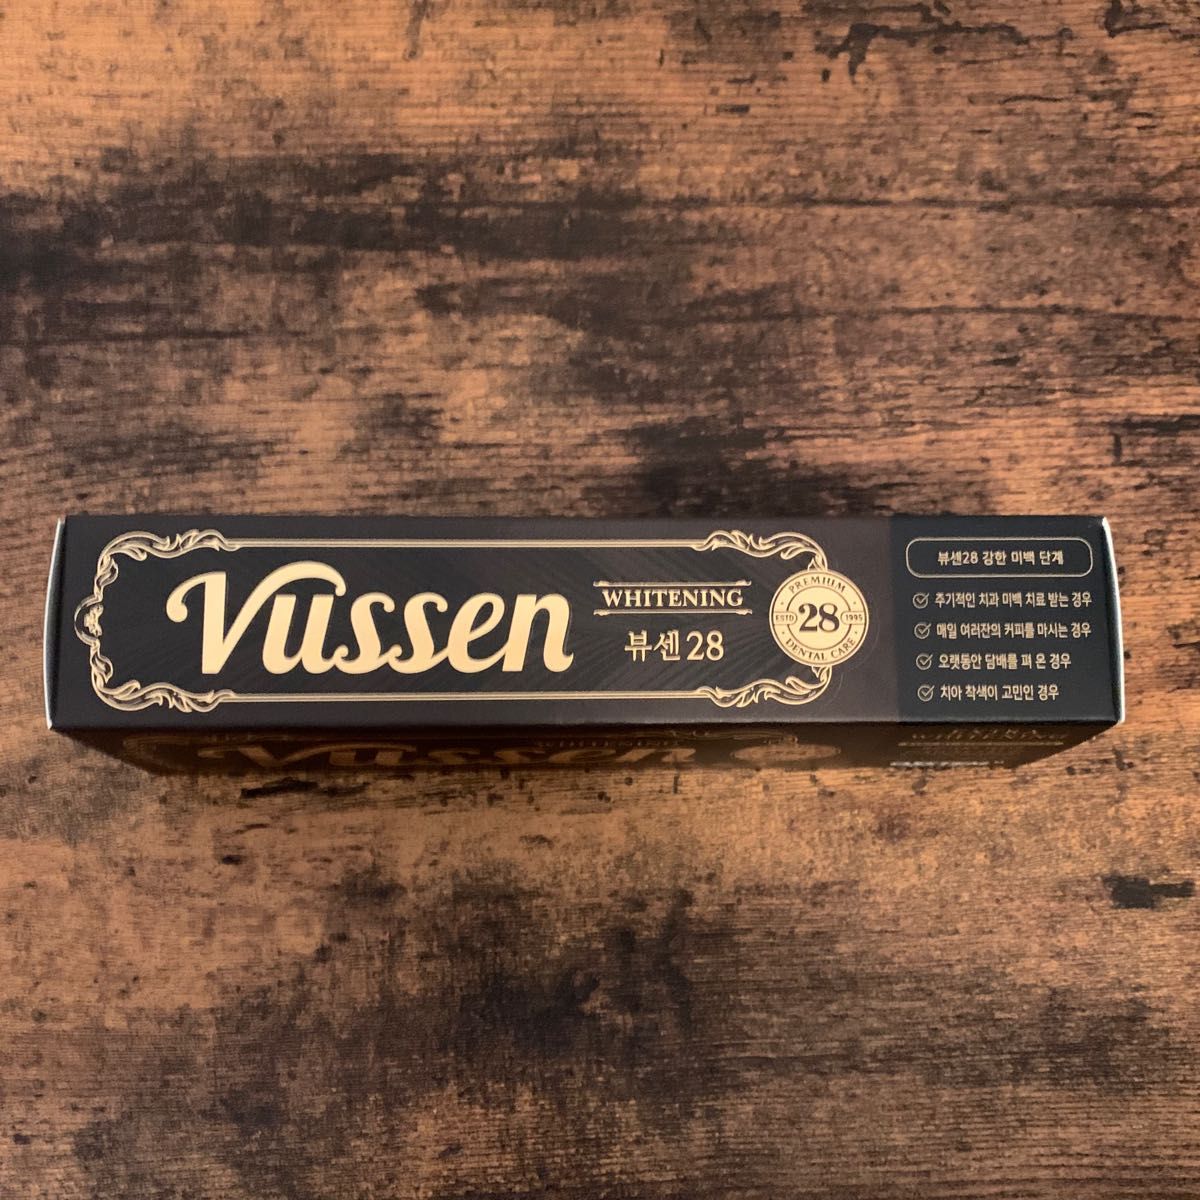 Vussen
WHITENING
뷰센28
PREMIUM
ESTD 28 1995
DENTAL CARE
뷰센28 강한 미백 단계
주기적인 치과 미백 치료 받는 경우
매일 여러잔의 커피를 마시는 경우
오랫동안 담배를 펴 온 경우
치아 착색이 고민인 경우
Vussen
WHITENING